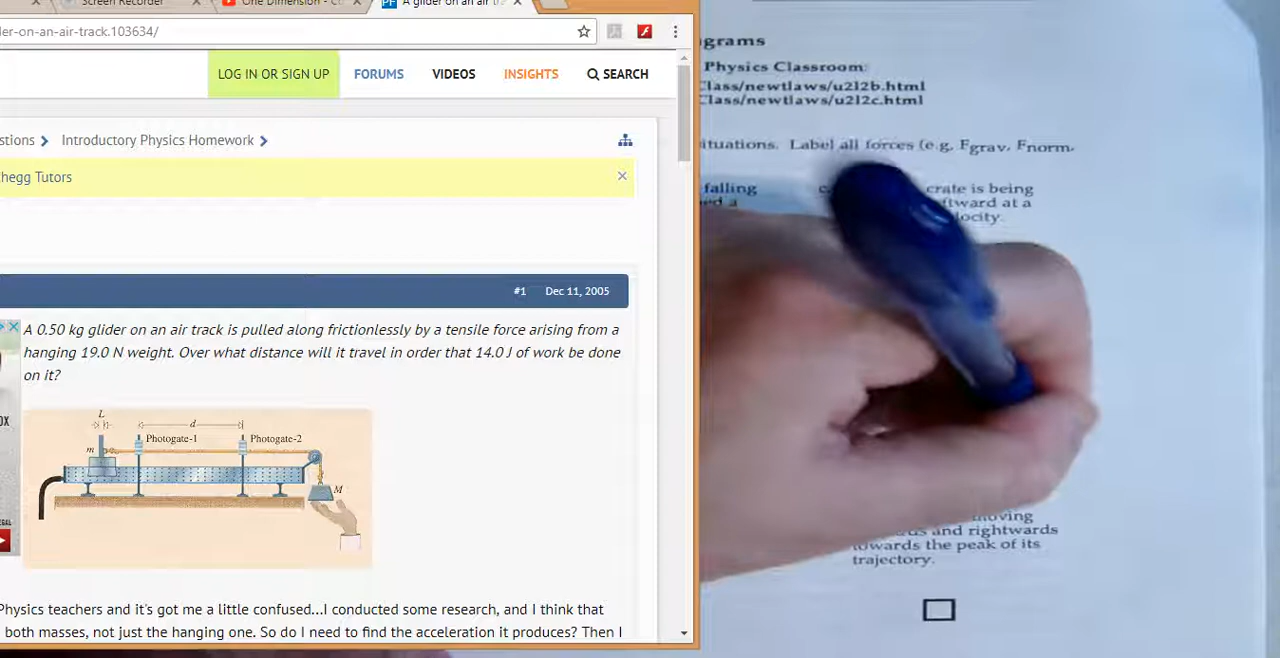 Screen Recorder
One Dimension -
A glider on an air
der-on-an-air-track.103634/
LOG IN OR SIGN UP
FORUMS
VIDEOS
INSIGHTS
SEARCH
stions
Introductory Physics Homework
hegg Tutors
#1
Dec 11, 2005
A 0.50 kg glider on an air track is pulled along frictionlessly by a tensile force arising from a
hanging 19.0 N weight. Over what distance will it travel in order that 14.0 J of work be done
on it?
L
d
Photogate-1
Photogate-2
m
M
Physics teachers and it's got me a little confused...I conducted some research, and I think that
both masses, not just the hanging one. So do I need to find the acceleration it produces? Then I
grams
Physics Classroom:
Class/newtlaws/u2l2b.html
Class/newtlaws/u2l2c.html
ituations. Label all forces (e.g. Fgrav, Fnorm,
falling
crate is being
ftward at a
locity.
moving
and rightwards
towards the peak of its
trajectory.